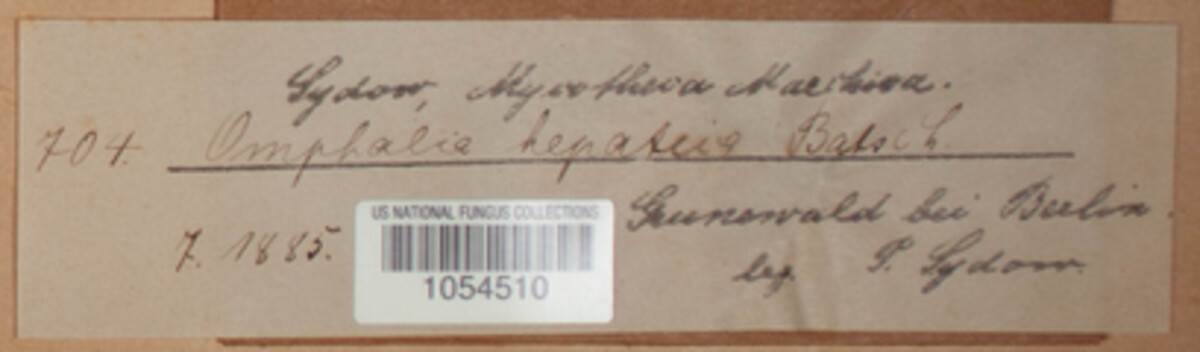 Sydow, Mycotheca Marchica.
704. Omphalia hepatica Batsch
7. 1885.
US NATIONAL FUNGUS COLLECTIONS
1054510
Grunewald bei Berlin.
leg. P. Sydow.